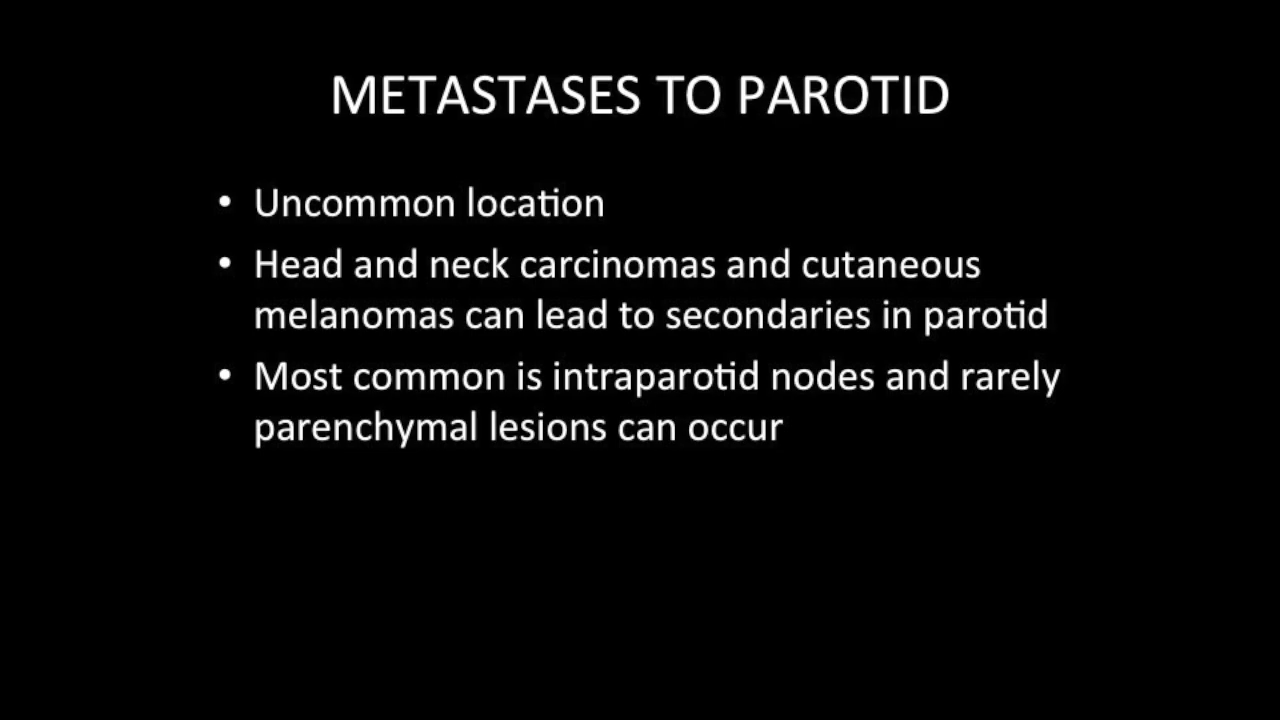 METASTASES TO PAROTID
• Uncommon location
• Head and neck carcinomas and cutaneous
melanomas can lead to secondaries in parotid
• Most common is intraparotid nodes and rarely
parenchymal lesions can occur